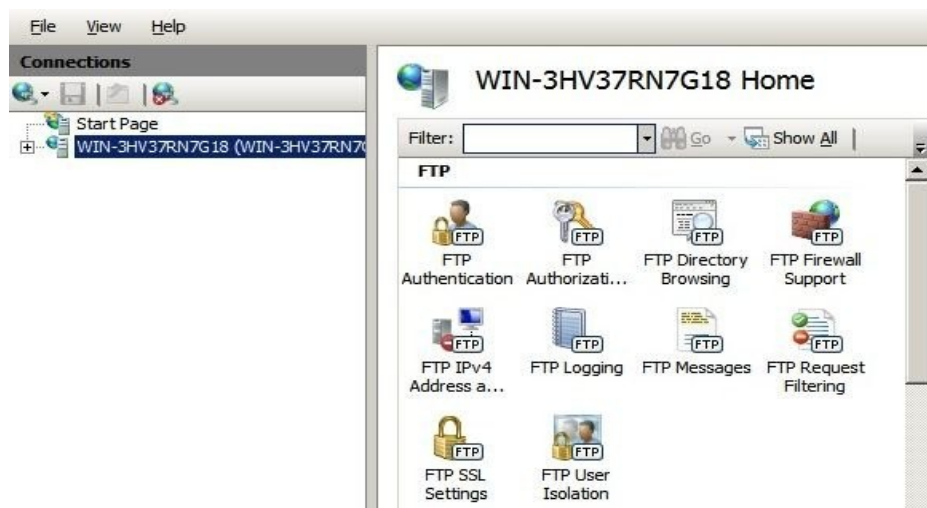 File View Help
Connections
Start Page
WIN-3HV37RN7G18 (WIN-3HV37RN7G
WIN-3HV37RN7G18 Home
Filter: Go Show All
FTP
FTP
FTP
Authentication
FTP
FTP
Authorizati...
FTP
FTP Directory
Browsing
FTP
FTP Firewall
Support
FTP
FTP IPv4
Address a...
FTP
FTP Logging
FTP
FTP Messages
FTP
FTP Request
Filtering
FTP
FTP SSL
Settings
FTP
FTP User
Isolation